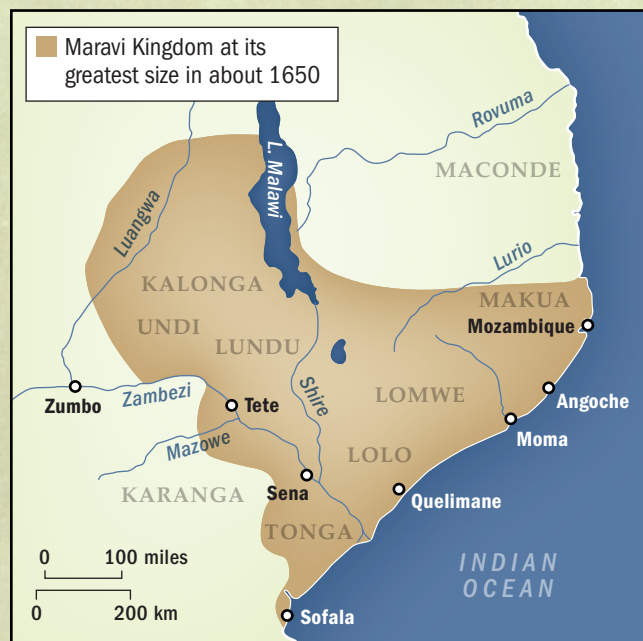 Maravi Kingdom at its
greatest size in about 1650
L. Malawi
Rovuma
MACONDE
Luangwa
Lurio
KALONGA
MAKUA
Mozambique
UNDI
LUNDU
Zumbo
Zambezi
Tete
Shire
LOMWE
Angoche
Moma
Mazowe
LOLO
KARANGA
Sena
Quelimane
TONGA
INDIAN
OCEAN
0 100 miles
0 200 km
Sofala